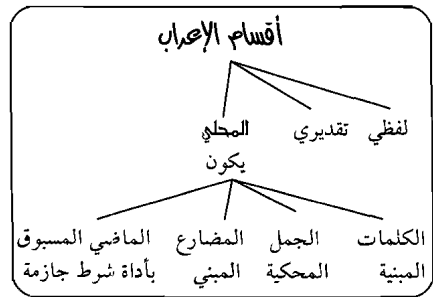 أقسام الإعراب
لفظي تقديري المحلي
يكون
الكلمات الجمل المضارع الماضي المسبوق
المبنية المحكية المبني بأداة شرط جازمة